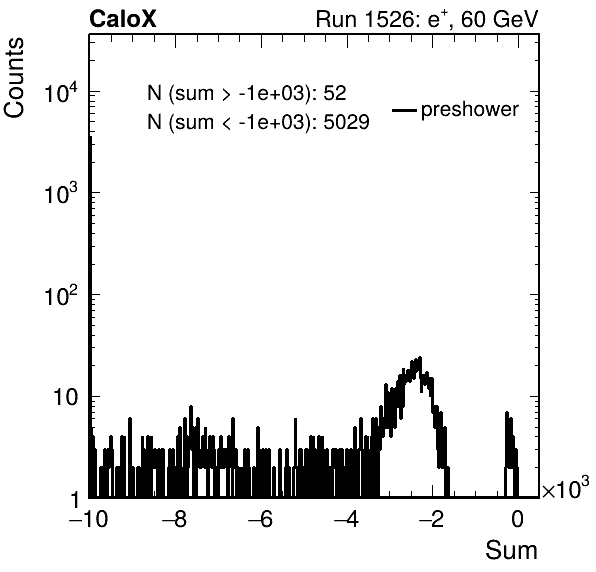 CaloX Run 1526: e⁺, 60 GeV
Counts
N (sum > -1e+03): 52
N (sum < -1e+03): 5029
preshower
10⁴
10³
10²
10
1
−10 −8 −6 −4 −2 0 ×10³
Sum